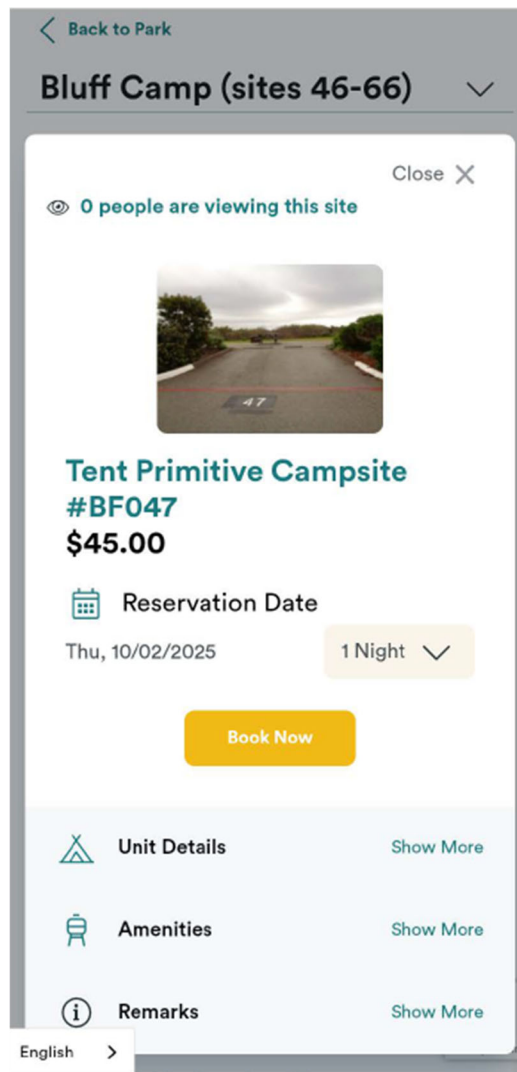 Back to Park
Bluff Camp (sites 46-66)
Close
0 people are viewing this site
47
Tent Primitive Campsite
#BF047
$45.00
Reservation Date
Thu, 10/02/2025 1 Night
Book Now
Unit Details Show More
Amenities Show More
Remarks Show More
English